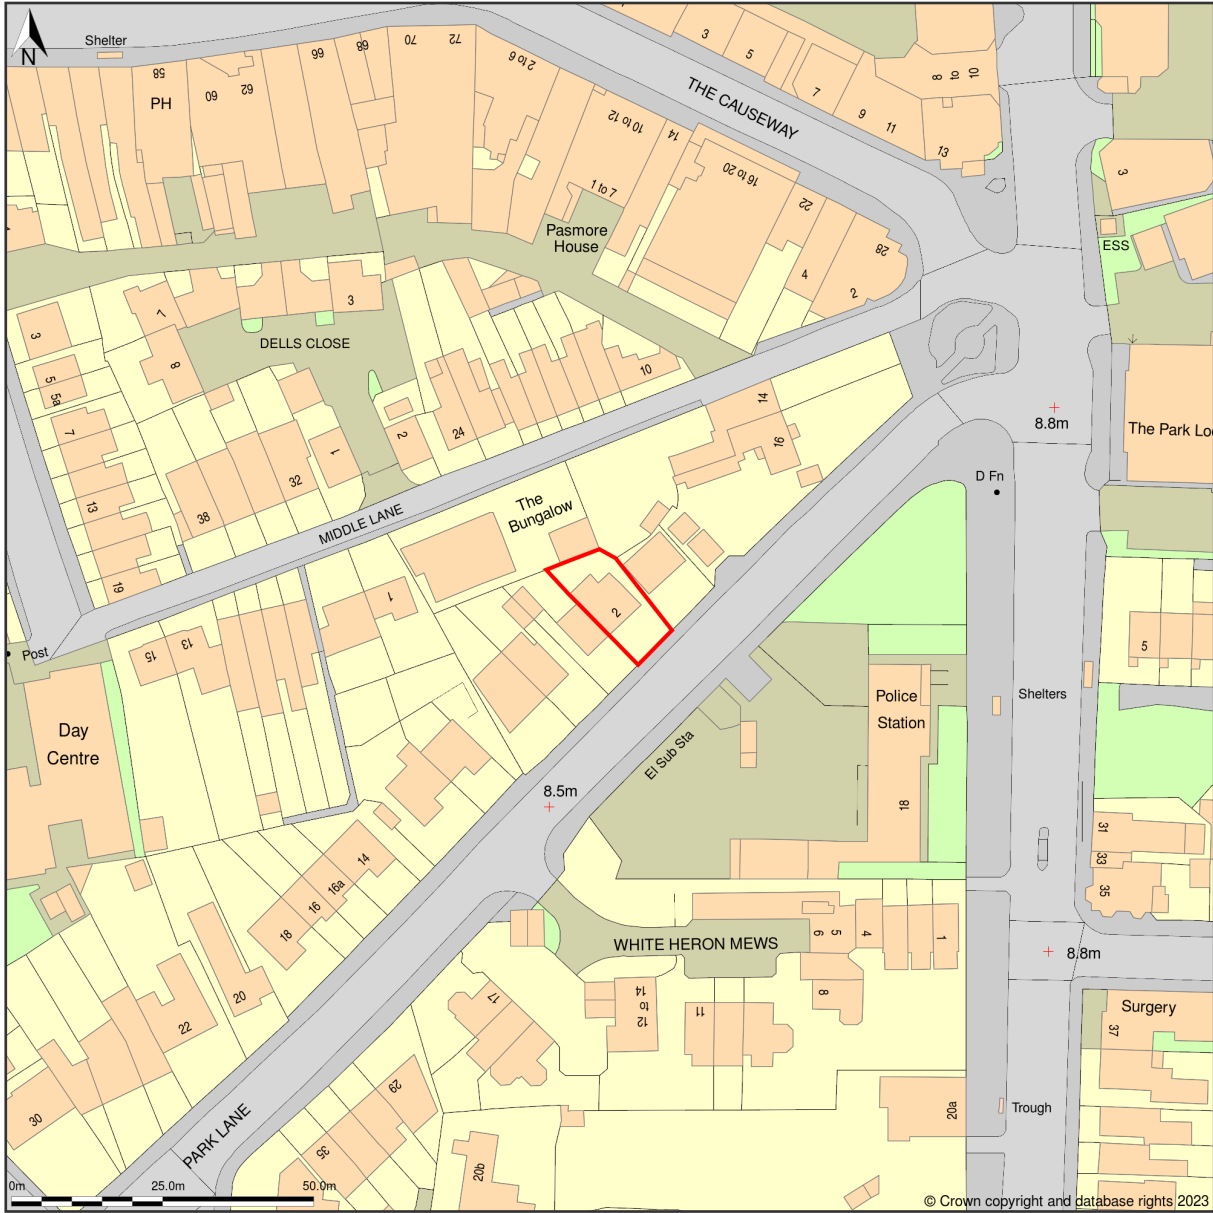 N
Shelter
58
PH
60
62
66
68
70
72
2 to 6
10 to 12
14
1 to 7
16 to 20
22
28
4
2
THE CAUSEWAY
3
5
7
9
11
13
8
to
10
3
ESS
Pasmore
House
DELLS CLOSE
3
7
8
3
5
5a
7
13
19
38
32
1
2
24
10
MIDDLE LANE
The
Bungalow
14
16
2
8.8m
The Park Lo
D Fn
Post
15
13
1
Day
Centre
El Sub Sta
Police
Station
18
Shelters
5
8.5m
31
33
35
14
16a
16
18
20
22
30
WHITE HERON MEWS
6
5
4
1
8
11
14
to
12
17
29
35
20b
20a
8.8m
Surgery
37
Trough
PARK LANE
0m
25.0m
50.0m
© Crown copyright and database rights 2023